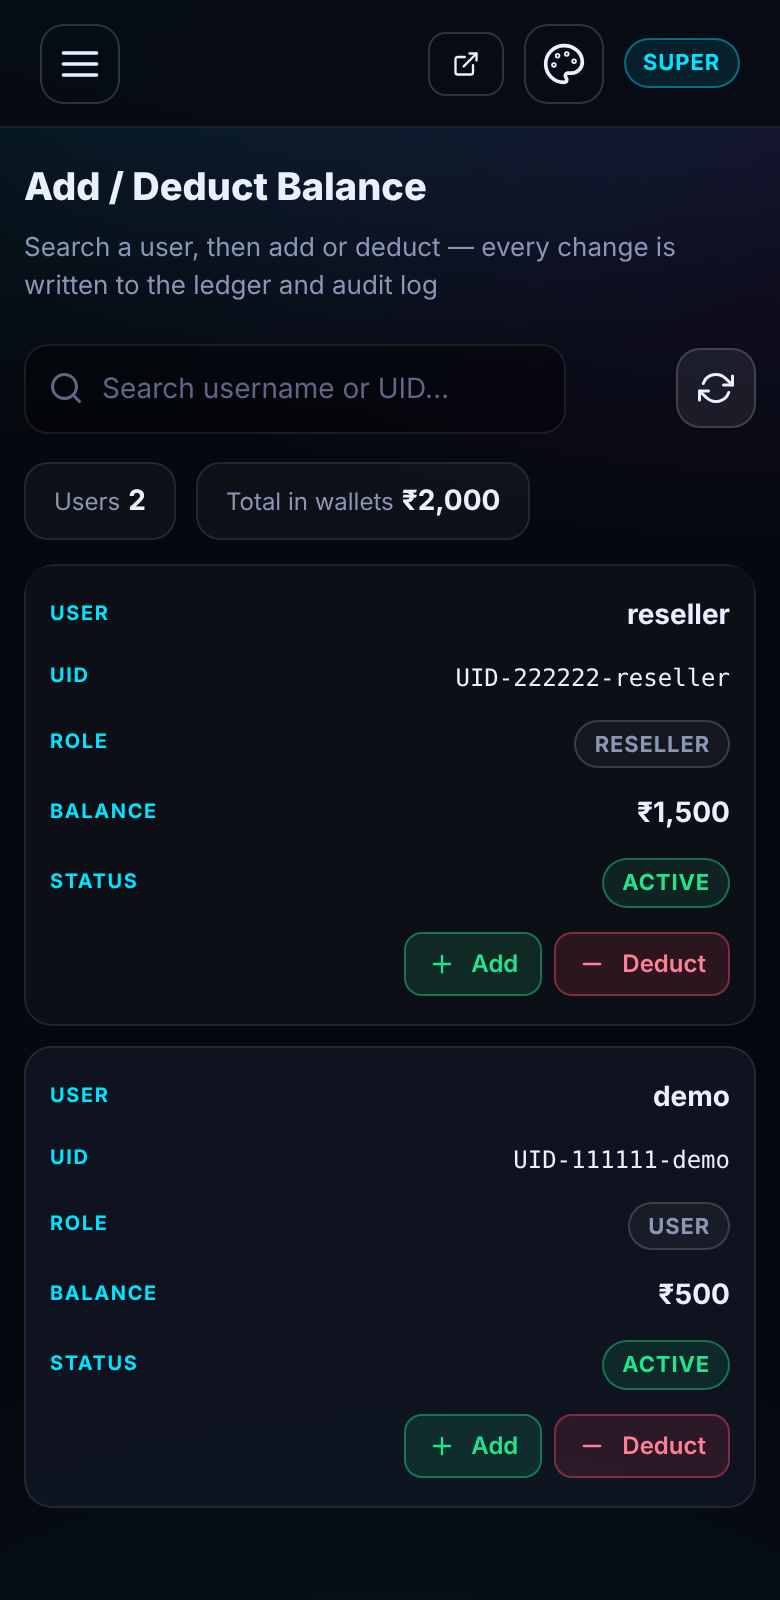 SUPER
Add / Deduct Balance
Search a user, then add or deduct — every change is
written to the ledger and audit log
Search username or UID...
Users 2
Total in wallets ₹2,000
USER reseller
UID UID-222222-reseller
ROLE RESELLER
BALANCE ₹1,500
STATUS ACTIVE
+ Add − Deduct
USER demo
UID UID-111111-demo
ROLE USER
BALANCE ₹500
STATUS ACTIVE
+ Add − Deduct